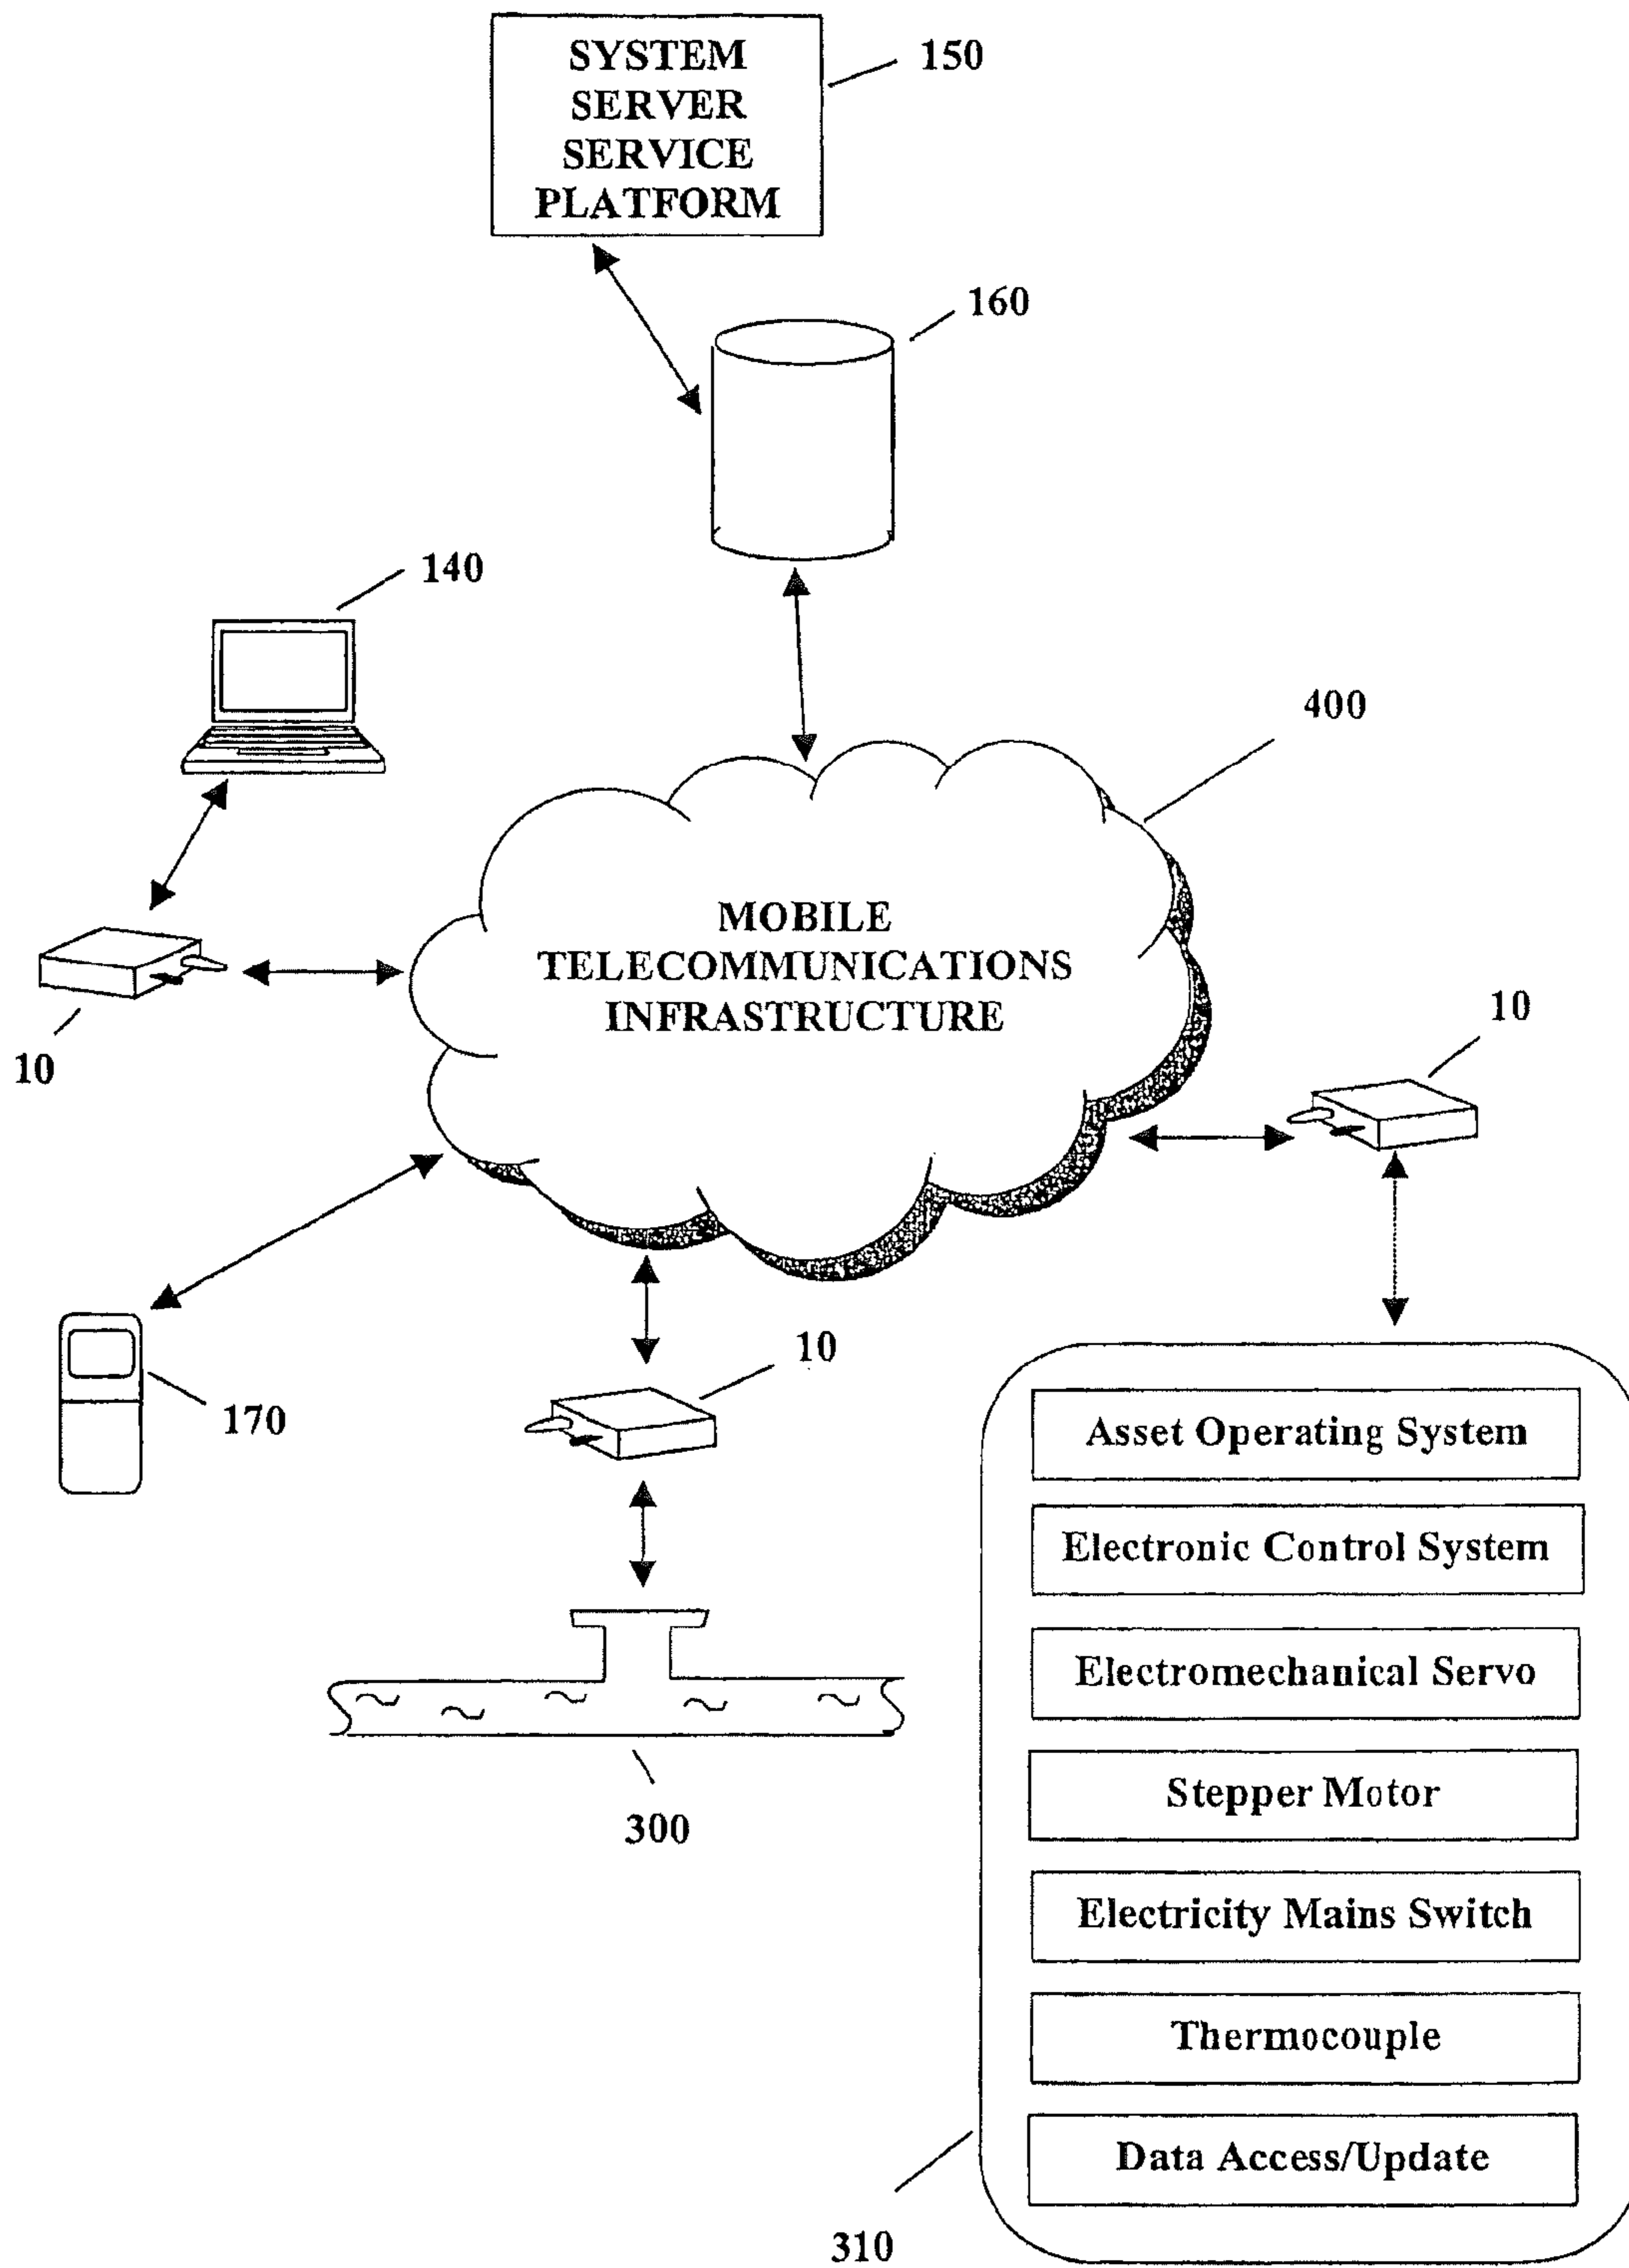 SYSTEM
SERVER
SERVICE
PLATFORM
150
160
140
400
MOBILE
TELECOMMUNICATIONS
INFRASTRUCTURE
10
10
10
170
Asset Operating System
Electronic Control System
Electromechanical Servo
Stepper Motor
300
Electricity Mains Switch
Thermocouple
Data Access/Update
310